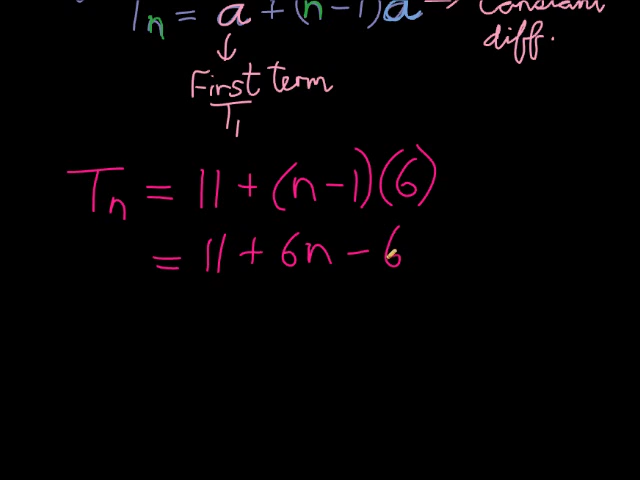 Tn = a + (n-1)d → Constant
diff.
First term
T1
Tn = 11 + (n-1)(6)
= 11 + 6n - 6